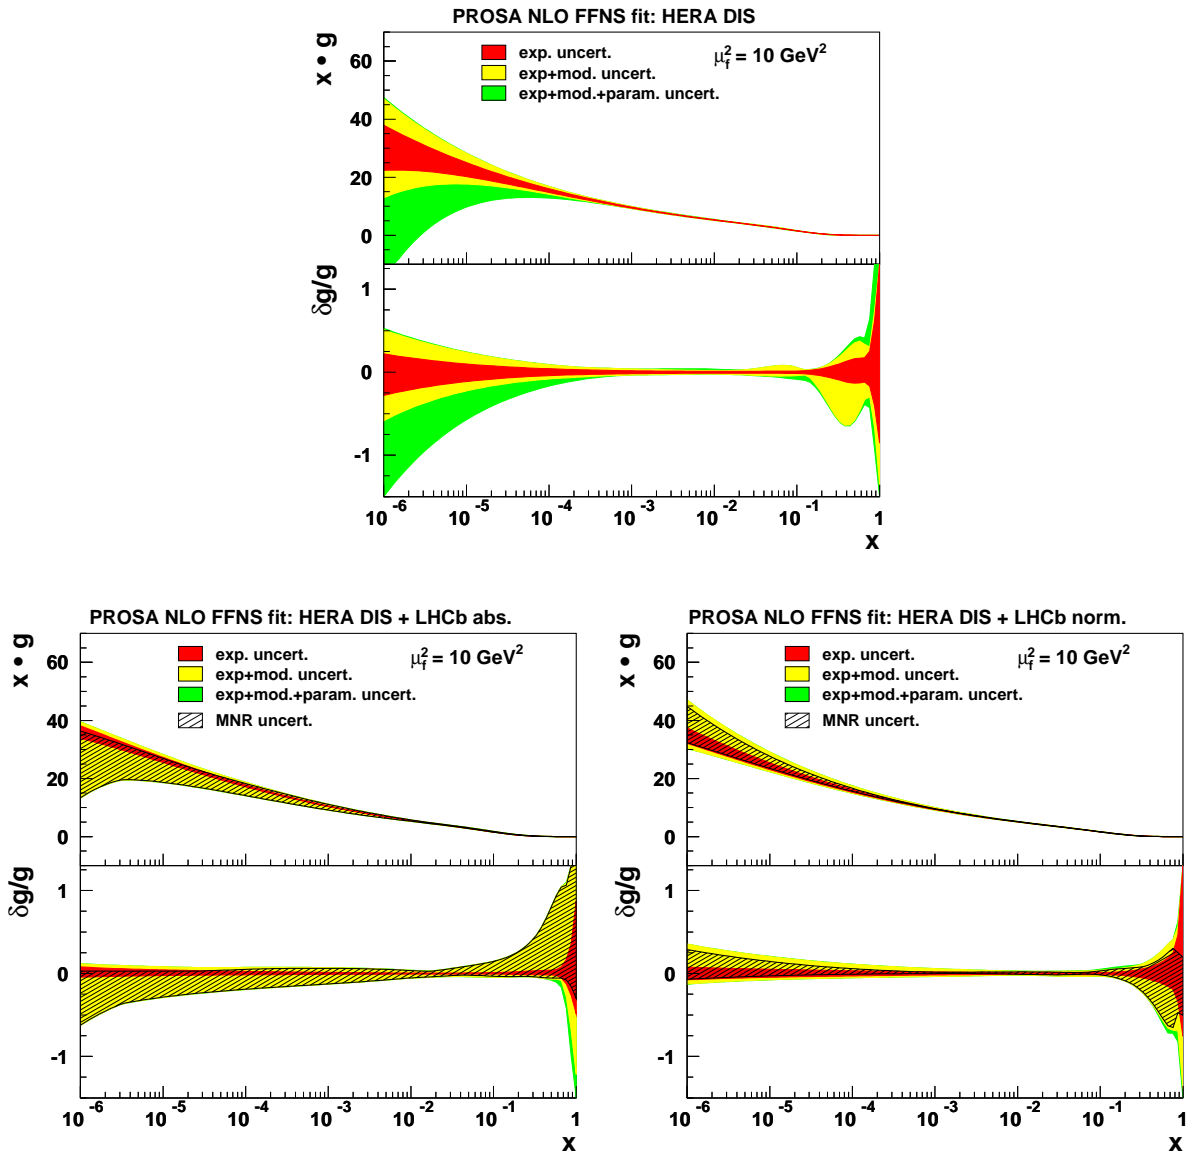 PROSA NLO FFNS fit: HERA DIS
x • g
60
40
20
0
exp. uncert.
exp+mod. uncert.
exp+mod.+param. uncert.
μ_f^2 = 10 GeV^2
δg/g
1
0
-1
10^-6 10^-5 10^-4 10^-3 10^-2 10^-1 1
x
PROSA NLO FFNS fit: HERA DIS + LHCb abs.
x • g
60
40
20
0
exp. uncert.
exp+mod. uncert.
exp+mod.+param. uncert.
MNR uncert.
μ_f^2 = 10 GeV^2
δg/g
1
0
-1
10^-6 10^-5 10^-4 10^-3 10^-2 10^-1 1
x
PROSA NLO FFNS fit: HERA DIS + LHCb norm.
x • g
60
40
20
0
exp. uncert.
exp+mod. uncert.
exp+mod.+param. uncert.
MNR uncert.
μ_f^2 = 10 GeV^2
δg/g
1
0
-1
10^-6 10^-5 10^-4 10^-3 10^-2 10^-1 1
x